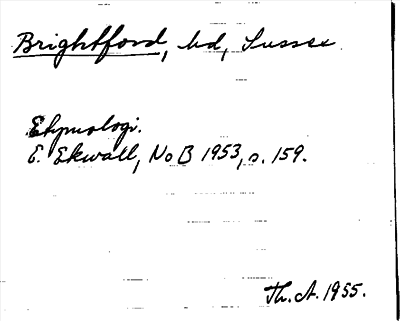 Brightford, hd, Sussex
Etymologi.
E. Ekwall, NoB 1953, s. 159.
Th. A. 1955.